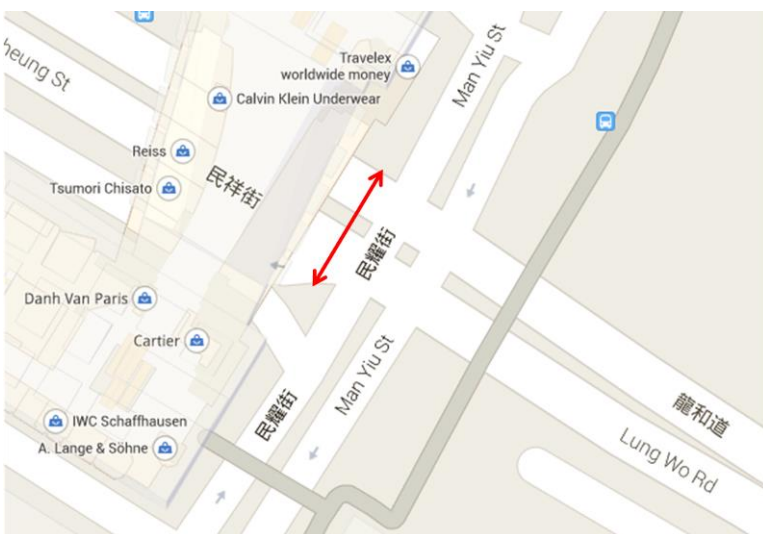 heung St
Travelex
worldwide money
Man Yiu St
Calvin Klein Underwear
Reiss
Tsumori Chisato
民祥街
民耀街
Danh Van Paris
Cartier
Man Yiu St
民耀街
IWC Schaffhausen
A. Lange & Söhne
龍和道
Lung Wo Rd